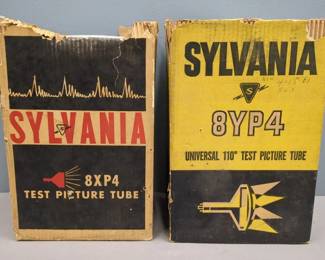 SYLVANIA
S
8XP4
TEST PICTURE TUBE
SYLVANIA
S
8YP4
UNIVERSAL 110° TEST PICTURE TUBE